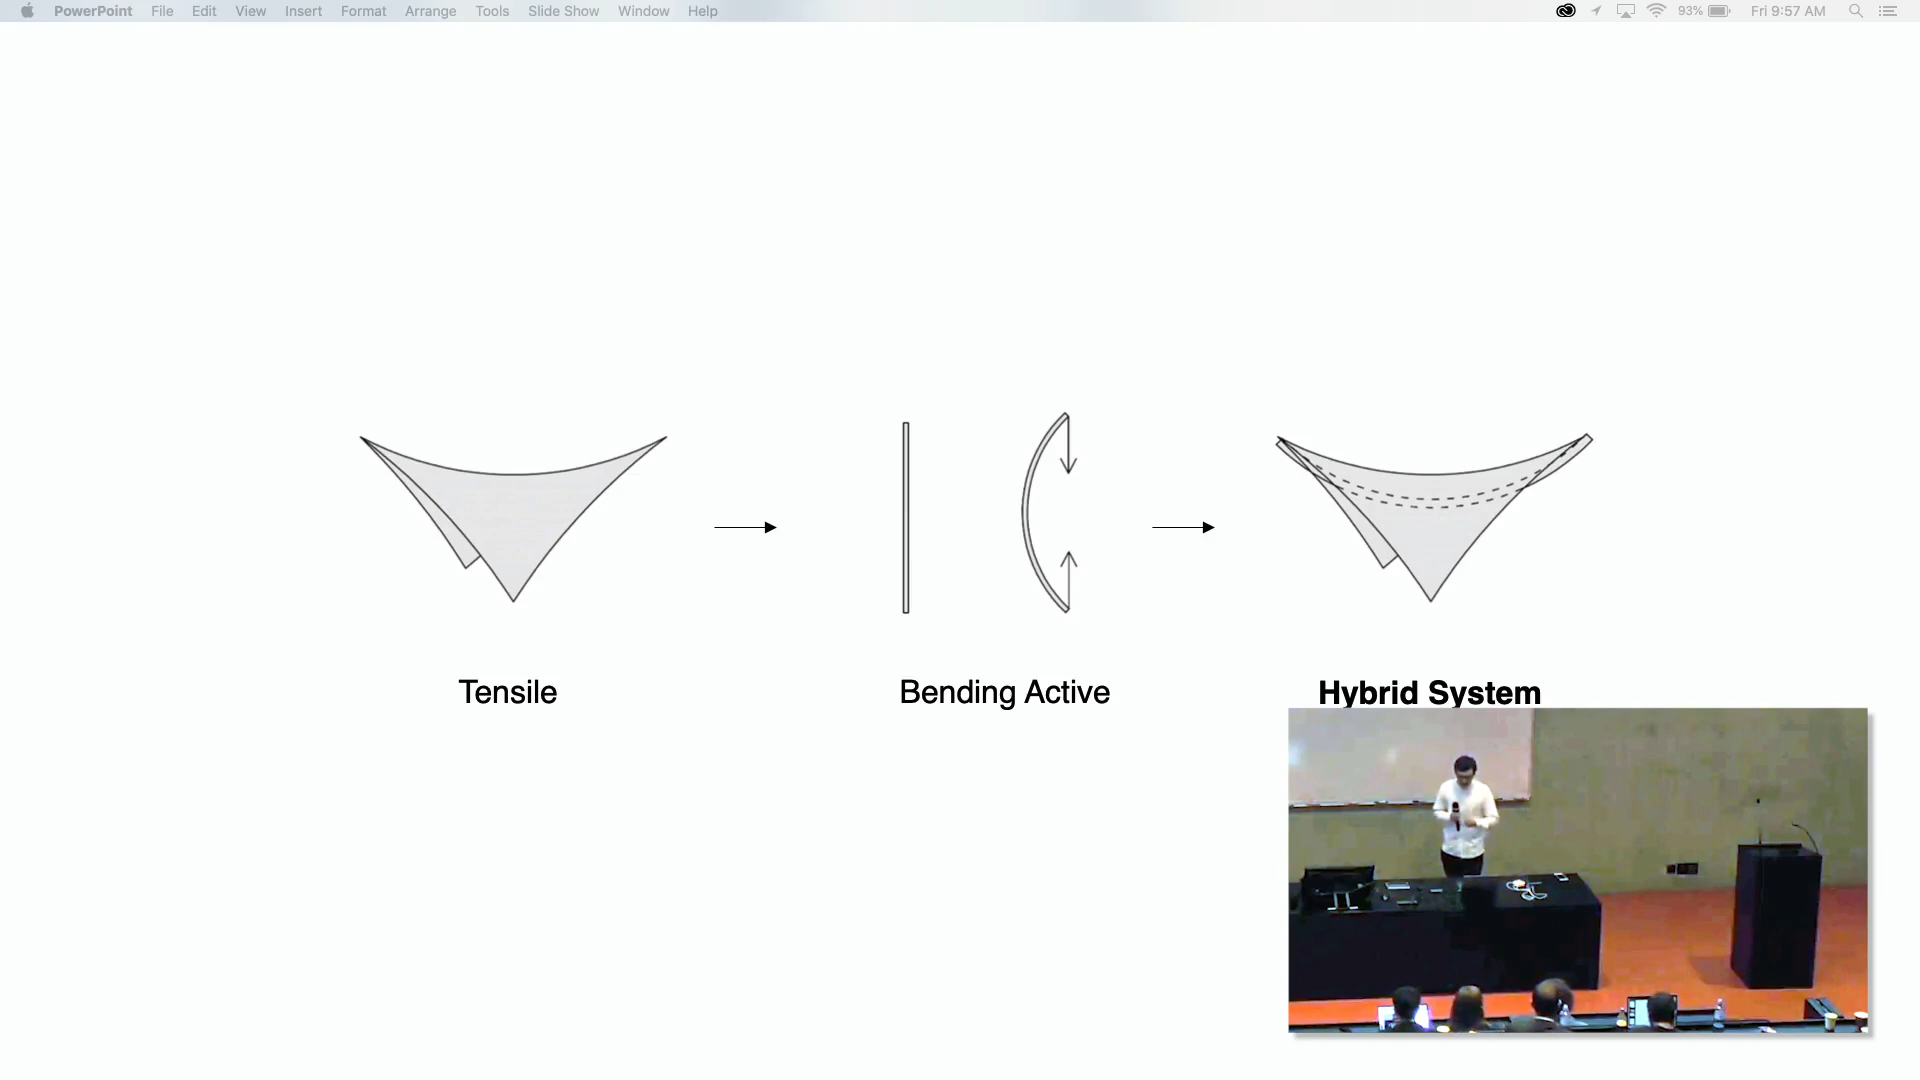 PowerPoint File Edit View Insert Format Arrange Tools Slide Show Window Help 93% Fri 9:57 AM
Tensile
Bending Active
Hybrid System